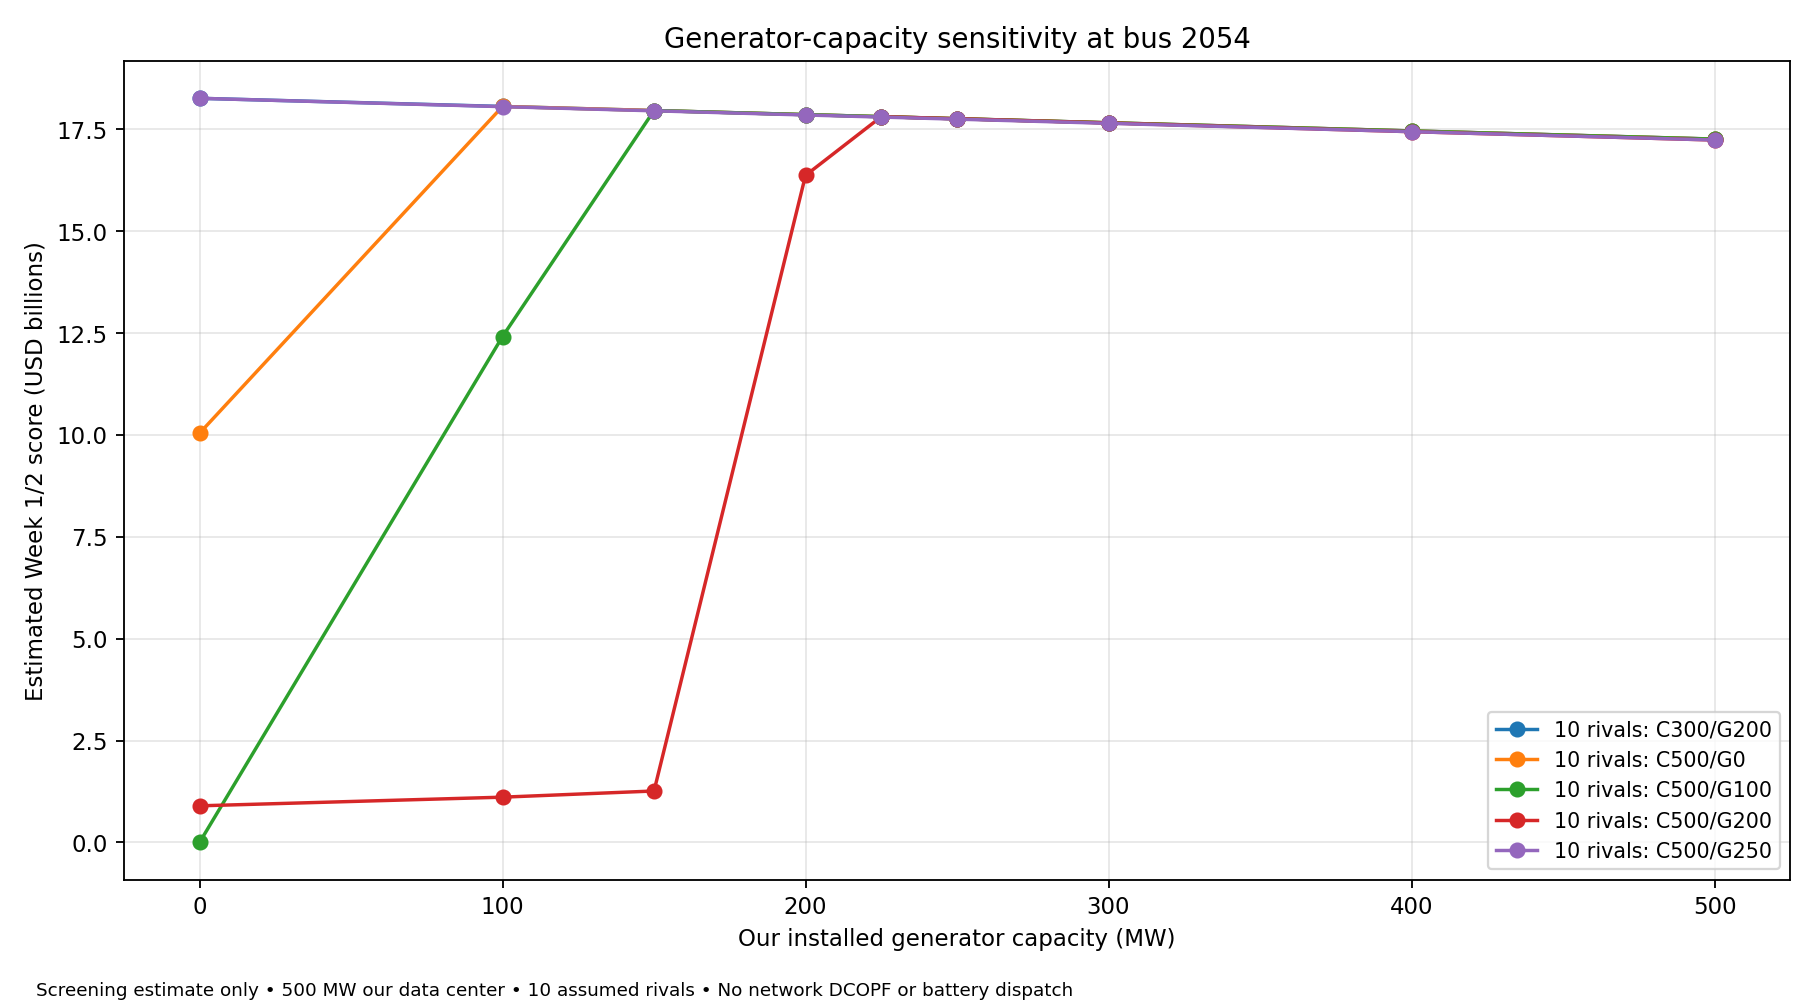 Generator-capacity sensitivity at bus 2054
Estimated Week 1/2 score (USD billions)
17.5
15.0
12.5
10.0
7.5
5.0
2.5
0.0
10 rivals: C300/G200
10 rivals: C500/G0
10 rivals: C500/G100
10 rivals: C500/G200
10 rivals: C500/G250
0 100 200 300 400 500
Our installed generator capacity (MW)
Screening estimate only • 500 MW our data center • 10 assumed rivals • No network DCOPF or battery dispatch